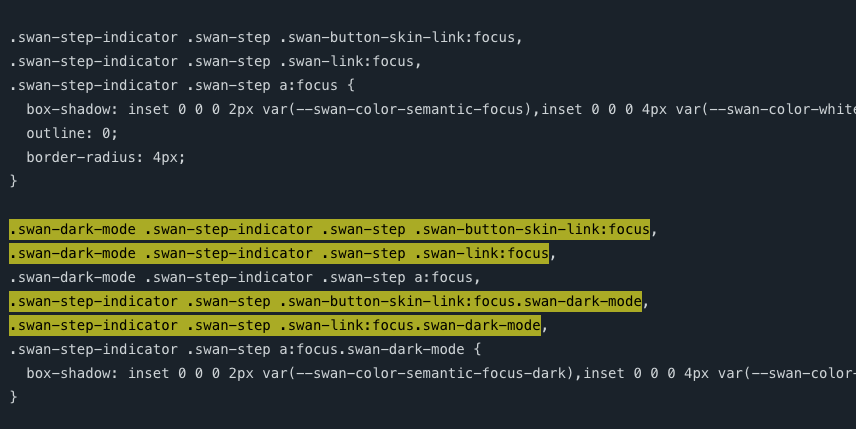 .swan-step-indicator .swan-step .swan-button-skin-link:focus,
.swan-step-indicator .swan-step .swan-link:focus,
.swan-step-indicator .swan-step a:focus {
  box-shadow: inset 0 0 0 2px var(--swan-color-semantic-focus),inset 0 0 0 4px var(--swan-color-white
  outline: 0;
  border-radius: 4px;
}
.swan-dark-mode .swan-step-indicator .swan-step .swan-button-skin-link:focus,
.swan-dark-mode .swan-step-indicator .swan-step .swan-link:focus,
.swan-dark-mode .swan-step-indicator .swan-step a:focus,
.swan-step-indicator .swan-step .swan-button-skin-link:focus.swan-dark-mode,
.swan-step-indicator .swan-step .swan-link:focus.swan-dark-mode,
.swan-step-indicator .swan-step a:focus.swan-dark-mode {
  box-shadow: inset 0 0 0 2px var(--swan-color-semantic-focus-dark),inset 0 0 0 4px var(--swan-color-
}